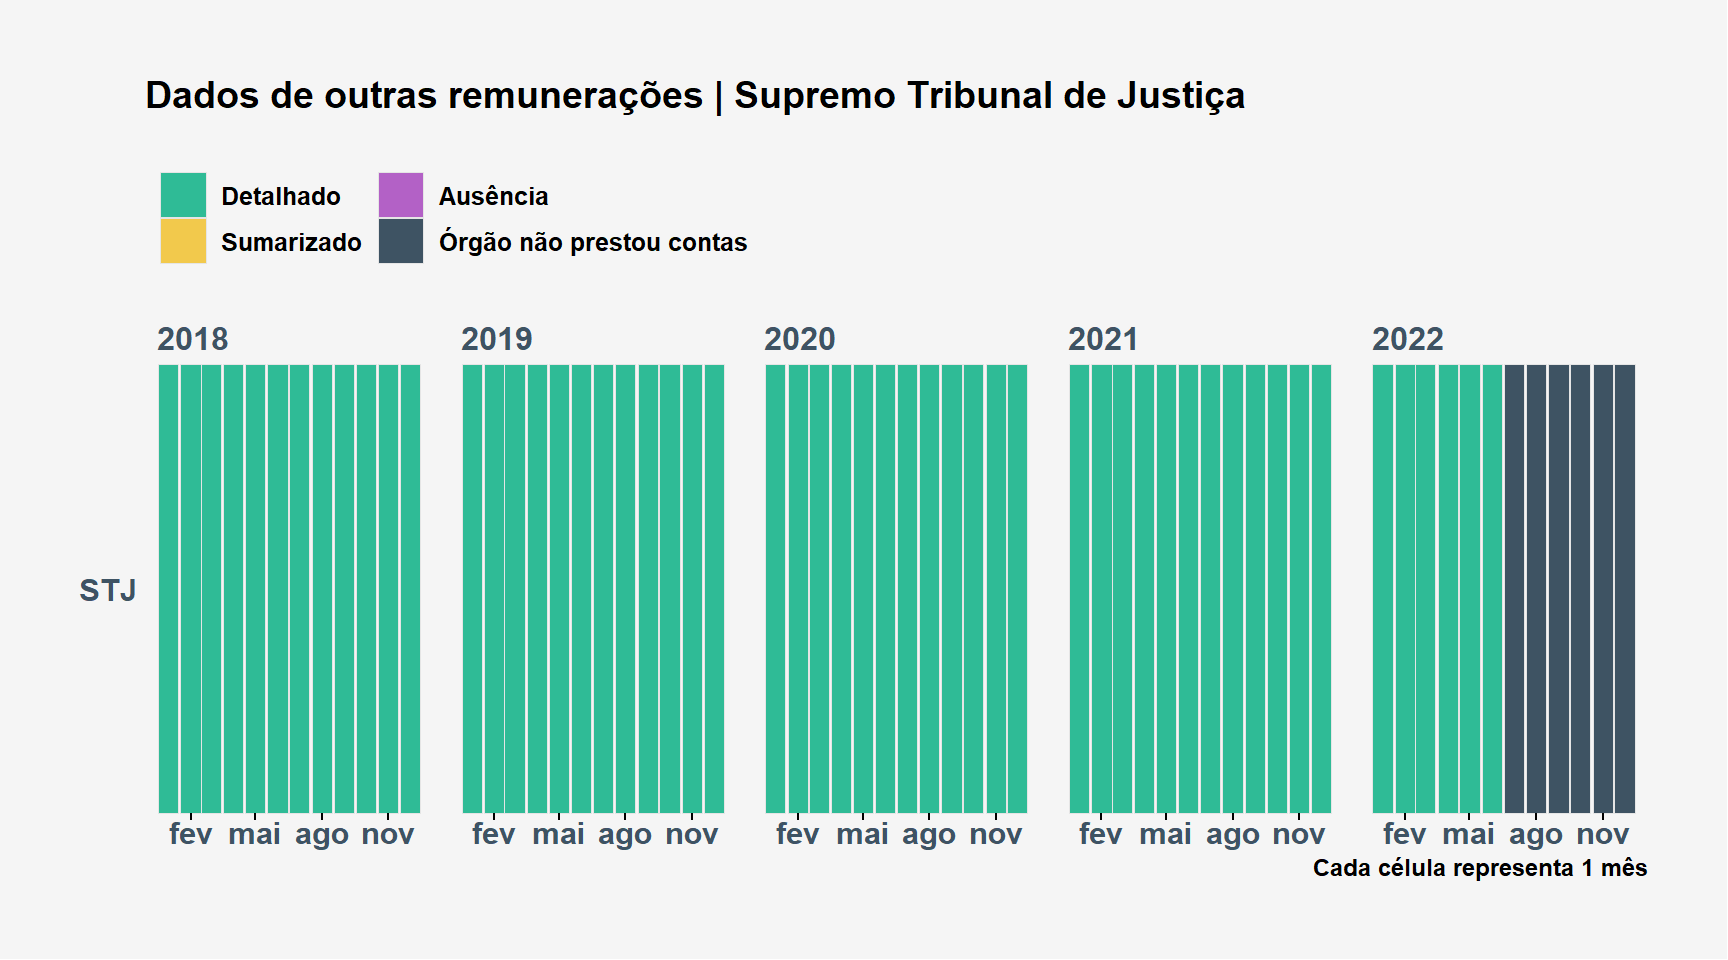 Dados de outras remunerações | Supremo Tribunal de Justiça
Detalhado
Ausência
Sumarizado
Órgão não prestou contas
2018 2019 2020 2021 2022
STJ
fev mai ago nov fev mai ago nov fev mai ago nov fev mai ago nov fev mai ago nov
Cada célula representa 1 mês